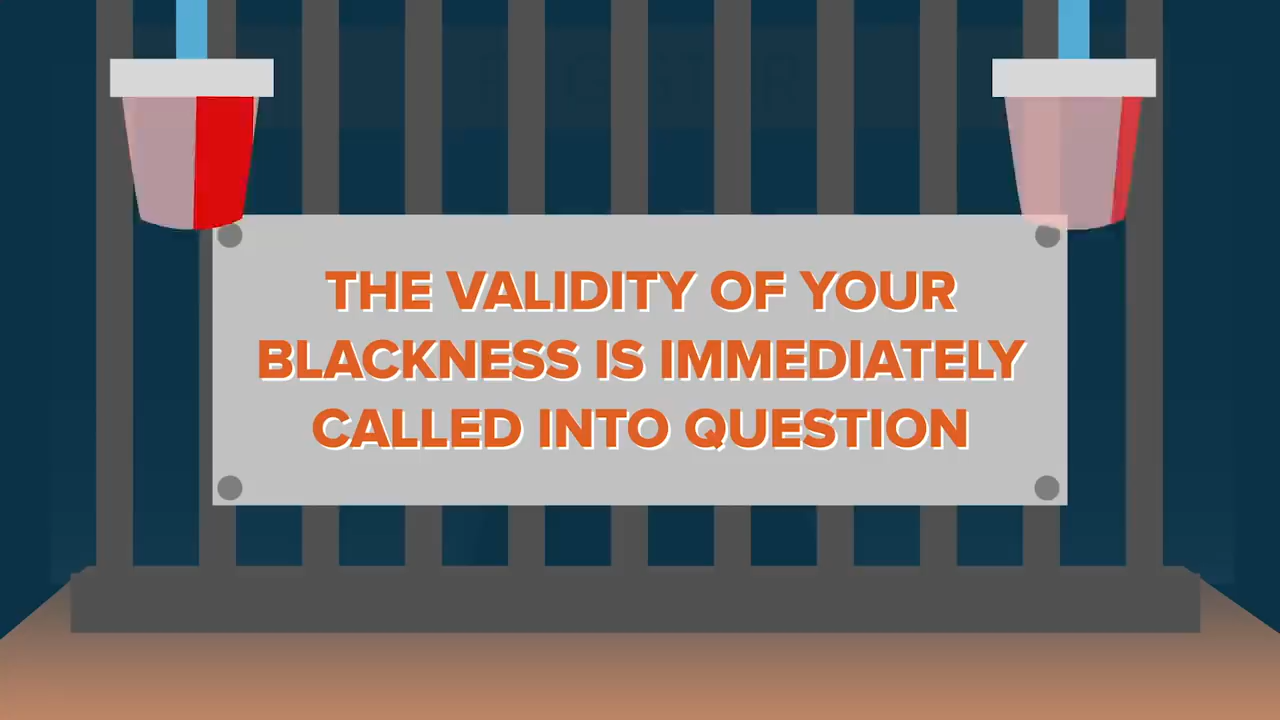 THE VALIDITY OF YOUR
BLACKNESS IS IMMEDIATELY
CALLED INTO QUESTION